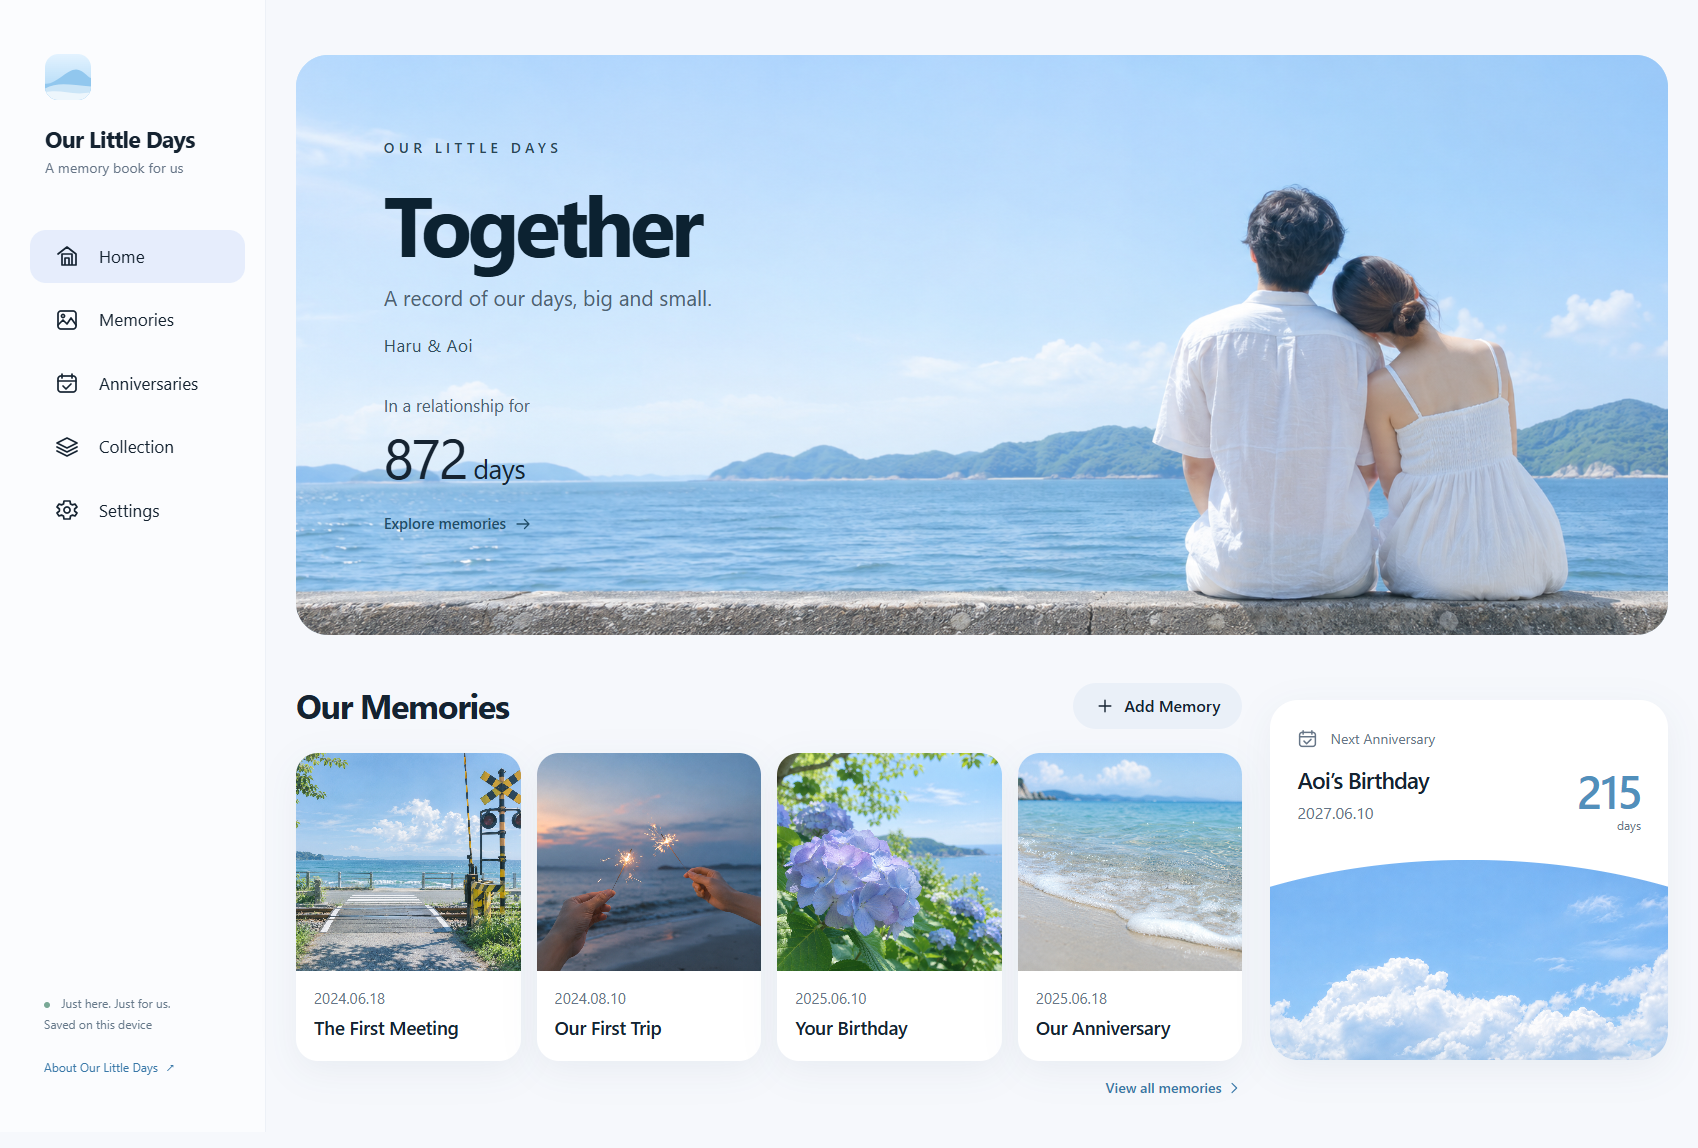 Our Little Days
A memory book for us
Home
Memories
Anniversaries
Collection
Settings
Just here. Just for us.
Saved on this device
About Our Little Days ↗
OUR LITTLE DAYS
Together
A record of our days, big and small.
Haru & Aoi
In a relationship for
872 days
Explore memories →
Our Memories
+ Add Memory
2024.06.18
The First Meeting
2024.08.10
Our First Trip
2025.06.10
Your Birthday
2025.06.18
Our Anniversary
View all memories >
Next Anniversary
Aoi’s Birthday
2027.06.10
215
days